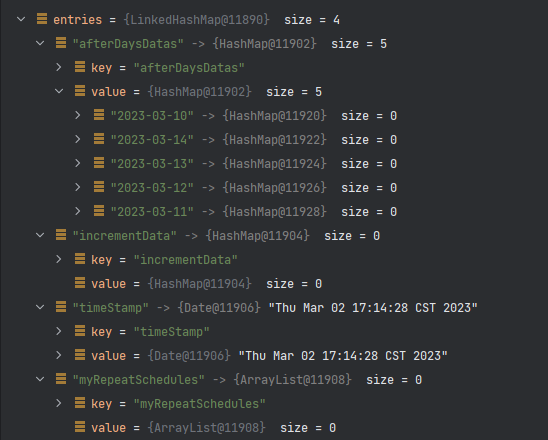 entries = {LinkedHashMap@11890} size = 4
"afterDaysDatas" -> {HashMap@11902} size = 5
key = "afterDaysDatas"
value = {HashMap@11902} size = 5
"2023-03-10" -> {HashMap@11920} size = 0
"2023-03-14" -> {HashMap@11922} size = 0
"2023-03-13" -> {HashMap@11924} size = 0
"2023-03-12" -> {HashMap@11926} size = 0
"2023-03-11" -> {HashMap@11928} size = 0
"incrementData" -> {HashMap@11904} size = 0
key = "incrementData"
value = {HashMap@11904} size = 0
"timeStamp" -> {Date@11906} "Thu Mar 02 17:14:28 CST 2023"
key = "timeStamp"
value = {Date@11906} "Thu Mar 02 17:14:28 CST 2023"
"myRepeatSchedules" -> {ArrayList@11908} size = 0
key = "myRepeatSchedules"
value = {ArrayList@11908} size = 0